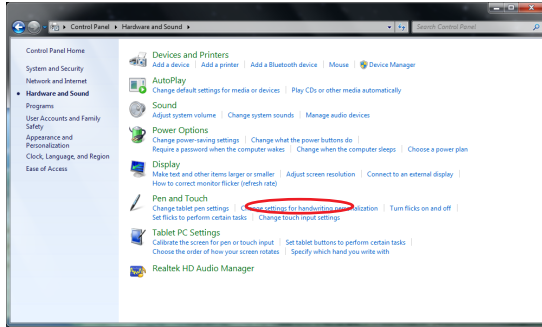 Control Panel ▸ Hardware and Sound ▸
Search Control Panel
Control Panel Home
System and Security
Network and Internet
Hardware and Sound
Programs
User Accounts and Family
Safety
Appearance and
Personalization
Clock, Language, and Region
Ease of Access
Devices and Printers
Add a device | Add a printer | Add a Bluetooth device | Mouse | Device Manager
AutoPlay
Change default settings for media or devices | Play CDs or other media automatically
Sound
Adjust system volume | Change system sounds | Manage audio devices
Power Options
Change power-saving settings | Change what the power buttons do |
Require a password when the computer wakes | Change when the computer sleeps | Choose a power plan
Display
Make text and other items larger or smaller | Adjust screen resolution | Connect to an external display |
How to correct monitor flicker (refresh rate)
Pen and Touch
Change tablet pen settings | Change settings for handwriting personalization | Turn flicks on and off |
Set flicks to perform certain tasks | Change touch input settings
Tablet PC Settings
Calibrate the screen for pen or touch input | Set tablet buttons to perform certain tasks |
Choose the order of how your screen rotates | Specify which hand you write with
Realtek HD Audio Manager